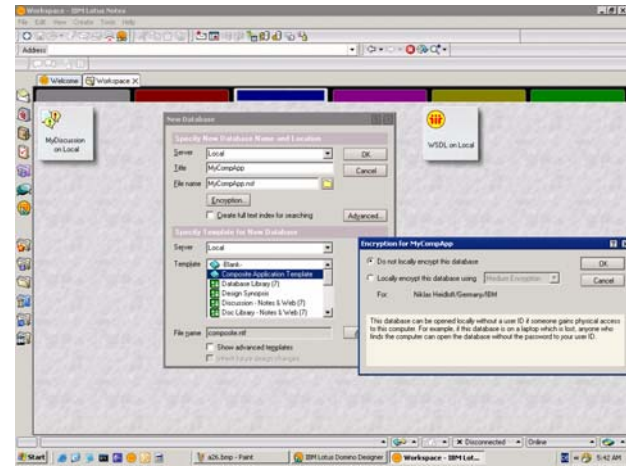 Workspace - IBM Lotus Notes
File Edit View Create Tools Help
Address
Welcome Workspace X
MyDiscussion
on Local
WSDL on Local
New Database
Specify New Database Name and Location
Server Local OK
Title MyCompApp Cancel
File name MyCompApp.nsf
Encryption...
Create full text index for searching Advanced...
Specify Template for New Database
Server Local
Template -Blank-
Composite Application Template
Database Library (7)
Design Synopsis
Discussion - Notes & Web (7)
Doc Library - Notes & Web (7)
File name composite.ntf
Show advanced templates
Inherit future design changes
Encryption for MyCompApp
Do not locally encrypt this database OK
Locally encrypt this database using Medium Encryption Cancel
For: Niklas Heidloff/Germany/IBM
This database can be opened locally without a user ID if someone gains physical access
to this computer. For example, if this database is on a laptop which is lost, anyone who
finds the computer can open the database without the password to your user ID.
Disconnected Online
Start a26.bmp - Paint IBM Lotus Domino Designer Workspace - IBM Lot... 5:42 AM